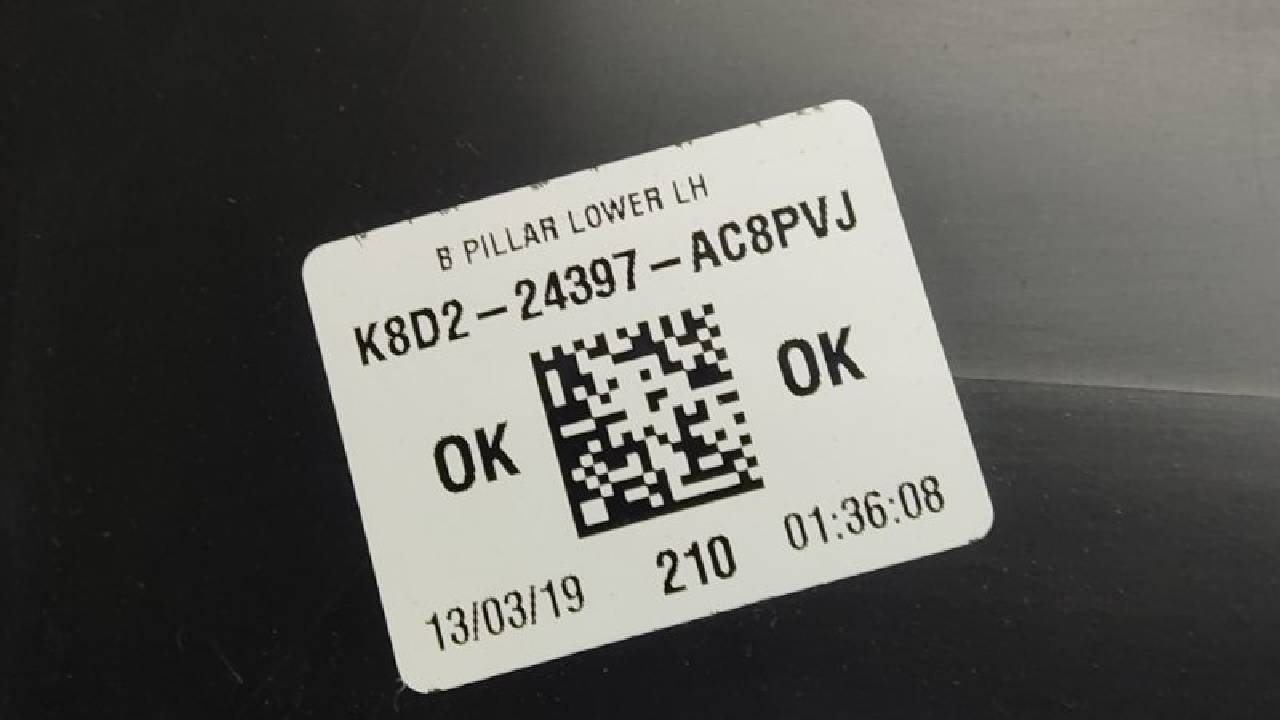 B PILLAR LOWER LH
K8D2-24397-AC8PVJ
OK OK
13/03/19 210 01:36:08